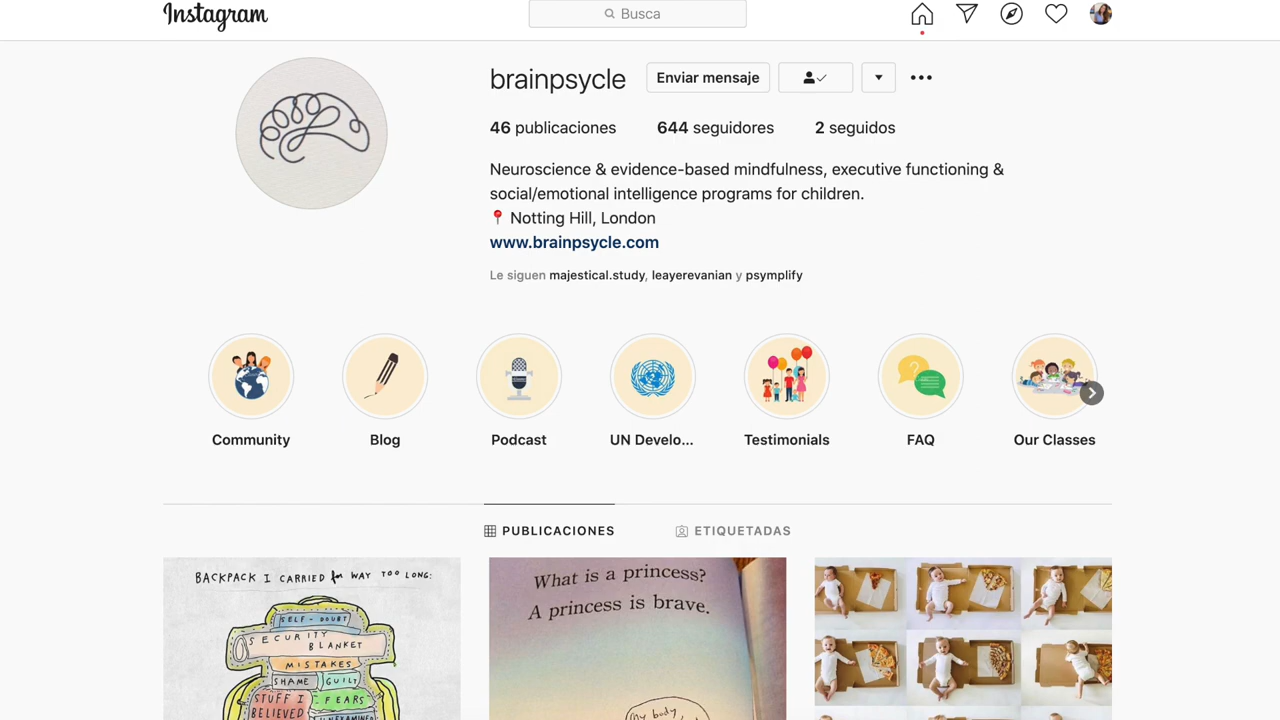 Instagram
Busca
brainpsycle
Enviar mensaje
46 publicaciones
644 seguidores
2 seguidos
Neuroscience & evidence-based mindfulness, executive functioning &
social/emotional intelligence programs for children.
📍 Notting Hill, London
www.brainpsycle.com
Le siguen majestical.study, leayerevanian y psymplify
Community
Blog
Podcast
UN Develo...
Testimonials
FAQ
Our Classes
PUBLICACIONES
ETIQUETADAS
BACKPACK I CARRIED for WAY TOO LONG:
SELF-DOUBT
SECURITY
BLANKET
MISTAKES
SHAME
GUILT
STUFF I
BELIEVED
FEARS
UNEXAMINED
What is a princess?
A princess is brave.
My body